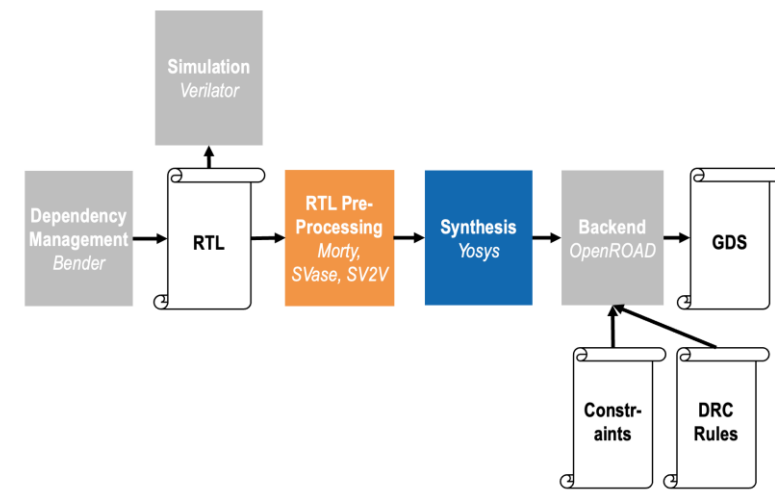 Simulation
Verilator
Dependency
Management
Bender
RTL
RTL Pre-
Processing
Morty,
SVase, SV2V
Synthesis
Yosys
Backend
OpenROAD
GDS
Constr-
aints
DRC
Rules